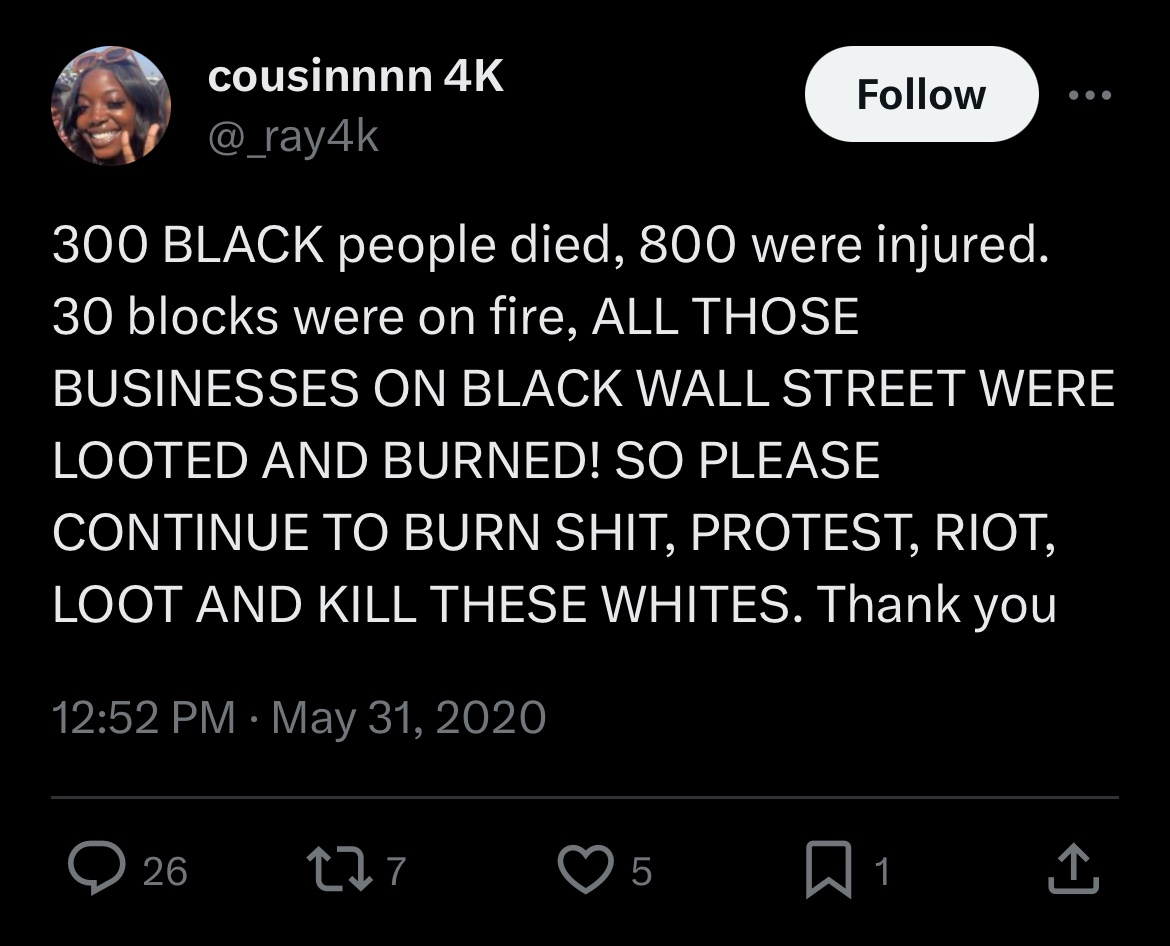 cousinnnn 4K
@_ray4k
Follow
300 BLACK people died, 800 were injured.
30 blocks were on fire, ALL THOSE
BUSINESSES ON BLACK WALL STREET WERE
LOOTED AND BURNED! SO PLEASE
CONTINUE TO BURN SHIT, PROTEST, RIOT,
LOOT AND KILL THESE WHITES. Thank you
12:52 PM · May 31, 2020
26 7 5 1